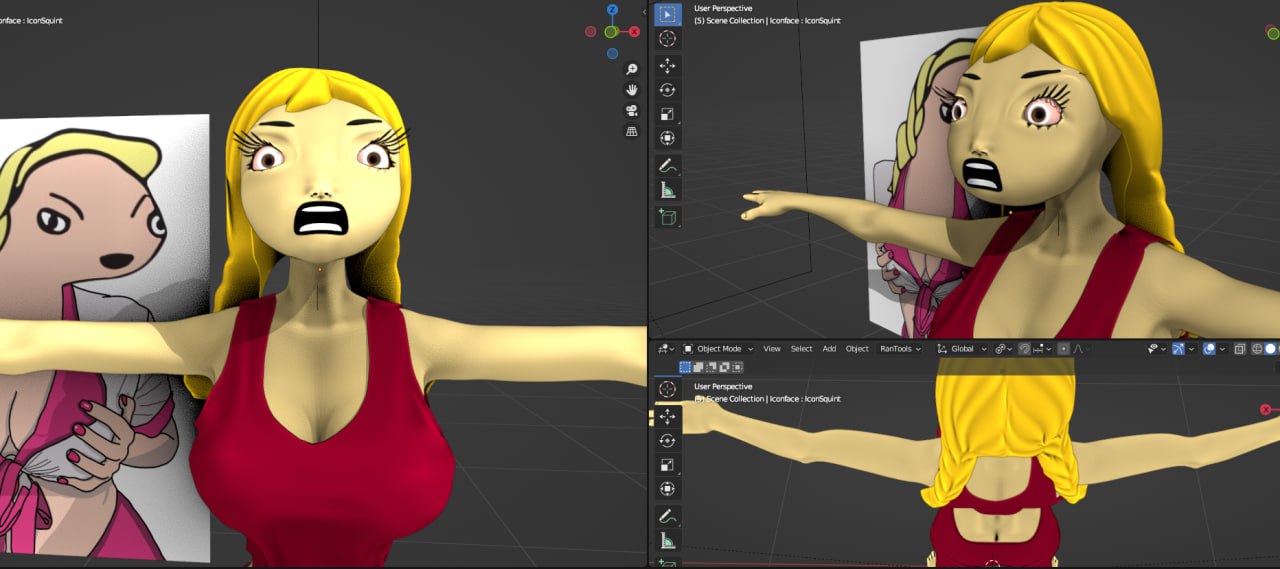 onface : IconSquint
Z
X
User Perspective
(5) Scene Collection | Iconface : IconSquint
Object Mode
View
Select
Add
Object
RanTools
Global
User Perspective
(5) Scene Collection | Iconface : IconSquint
X